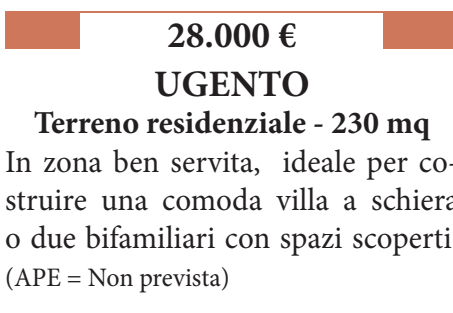 28.000 €
UGENTO
Terreno residenziale - 230 mq
In zona ben servita, ideale per co-
struire una comoda villa a schiera
o due bifamiliari con spazi scoperti
(APE = Non prevista)